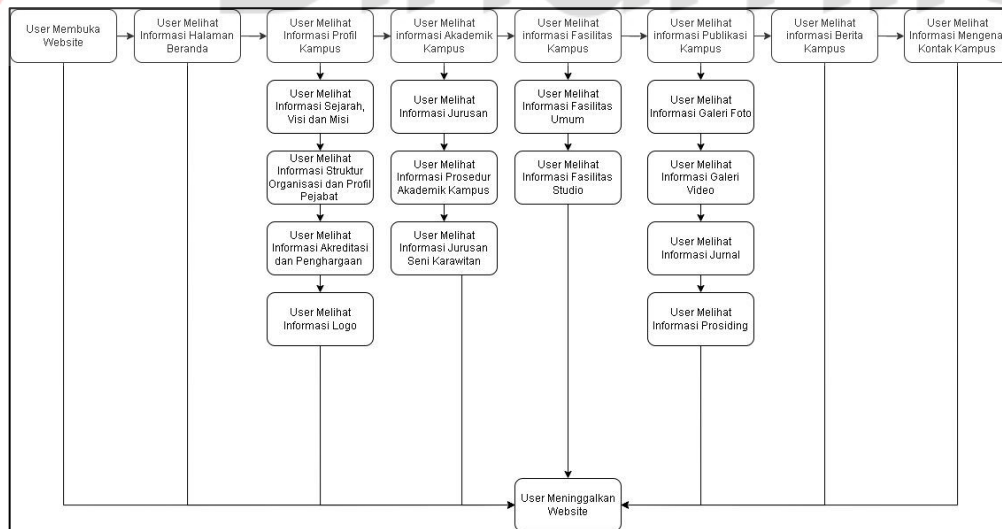 User Membuka
Website
User Melihat
Informasi Halaman
Beranda
User Melihat
Informasi Profil
Kampus
User Melihat
informasi Akademik
Kampus
User Melihat
informasi Fasilitas
Kampus
User Melihat
informasi Publikasi
Kampus
User Melihat
informasi Berita
Kampus
User Melihat
Informasi Mengenai
Kontak Kampus
User Melihat
Informasi Sejarah,
Visi dan Misi
User Melihat
Informasi Struktur
Organisasi dan Profil
Pejabat
User Melihat
Informasi Akreditasi
dan Penghargaan
User Melihat
Informasi Logo
User Melihat
Informasi Jurusan
User Melihat
Informasi Prosedur
Akademik Kampus
User Melihat
Informasi Jurusan
Seni Karawitan
User Melihat
Informasi Fasilitas
Umum
User Melihat
Informasi Fasilitas
Studio
User Melihat
Informasi Galeri Foto
User Melihat
Informasi Galeri
Video
User Melihat
Informasi Jurnal
User Melihat
Informasi Prosiding
User Meninggalkan
Website